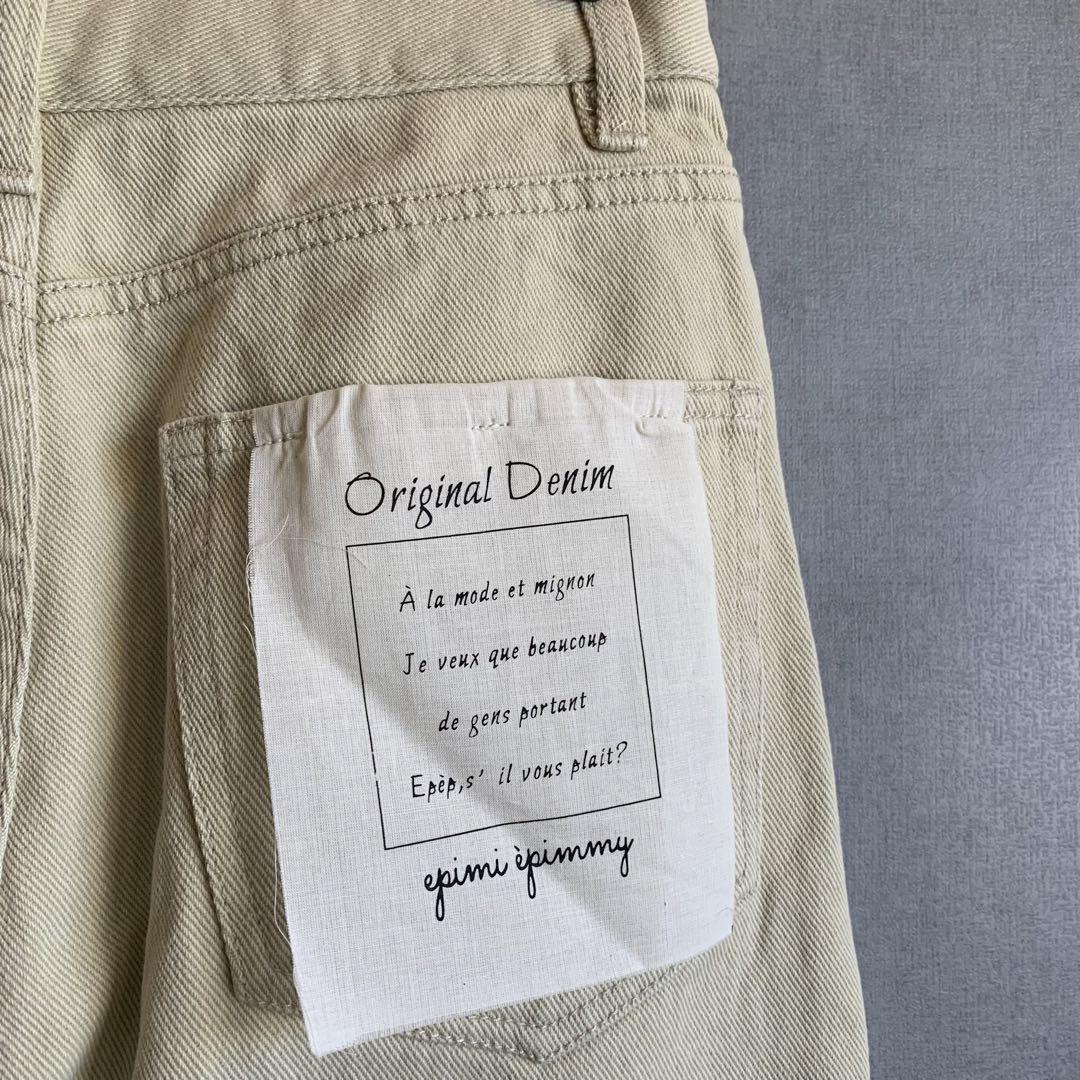 Original Denim
À la mode et mignon
Je veux que beaucoup
de gens portant
Epèp,s' il vous plait?
epimi èpimmy